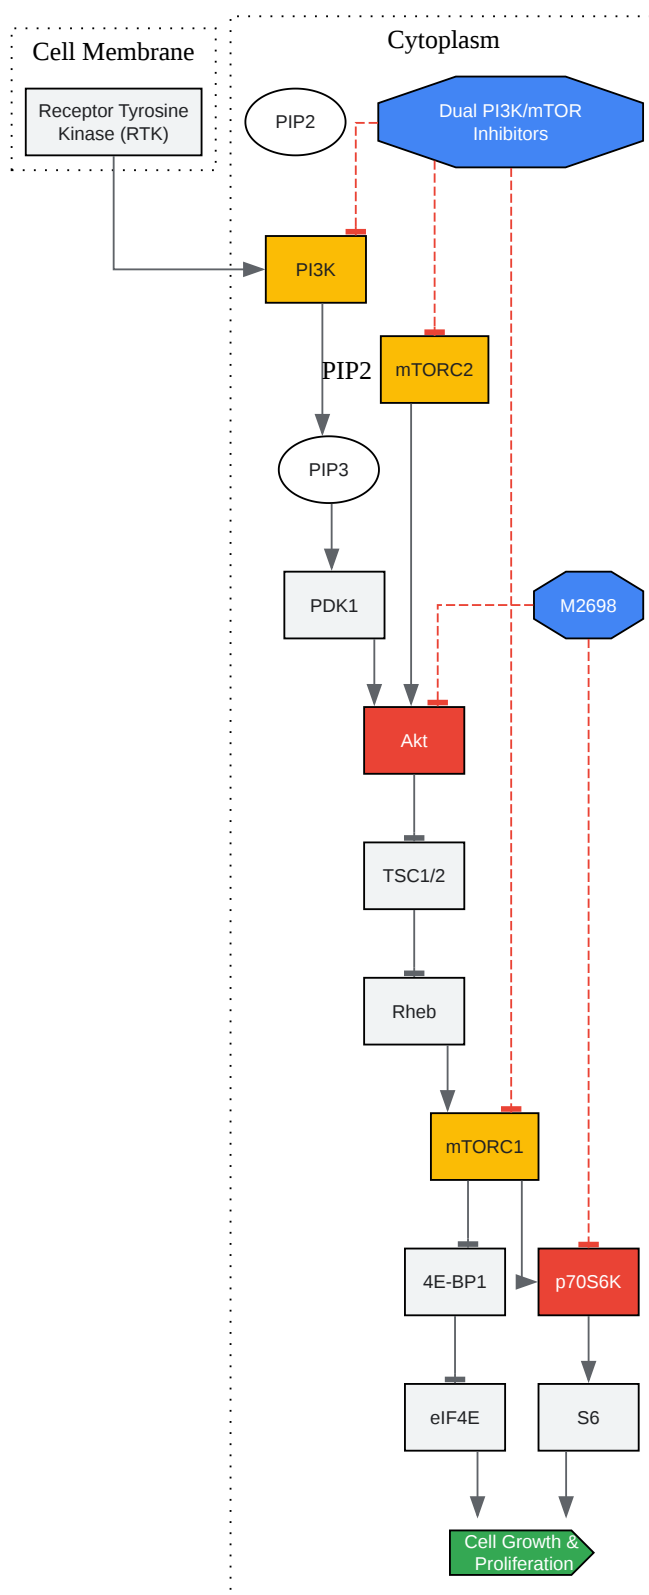 Cell Membrane
Cytoplasm
Receptor Tyrosine
Kinase (RTK)
PIP2
Dual PI3K/mTOR
Inhibitors
PI3K
PIP2
mTORC2
PIP3
PDK1
M2698
Akt
TSC1/2
Rheb
mTORC1
4E-BP1
p70S6K
eIF4E
S6
Cell Growth &
Proliferation